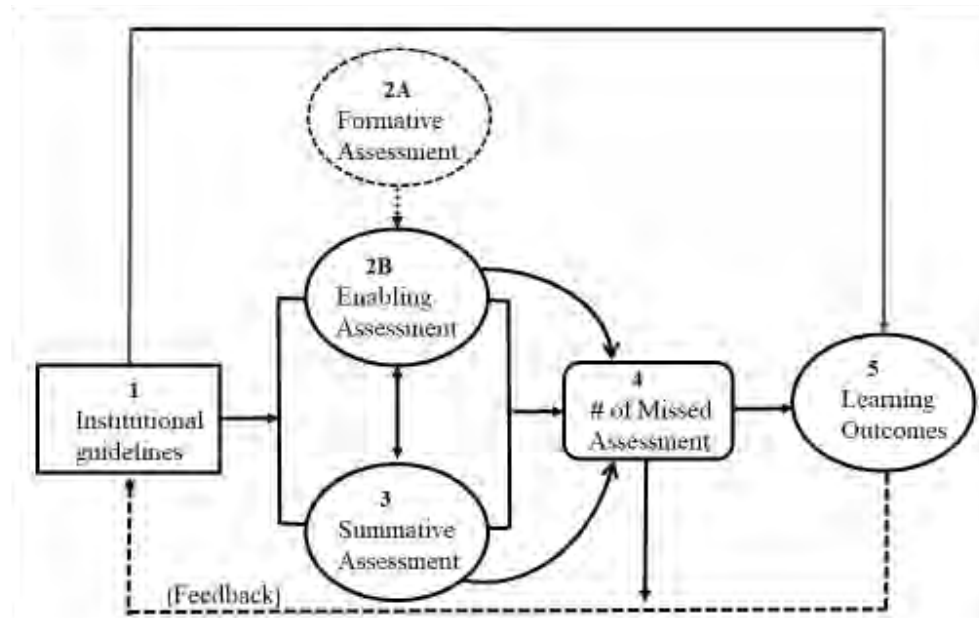 2A
Formative
Assessment
2B
Enabling
Assessment
1
Institutional
guidelines
4
# of Missed
Assessment
5
Learning
Outcomes
3
Summative
Assessment
(Feedback)